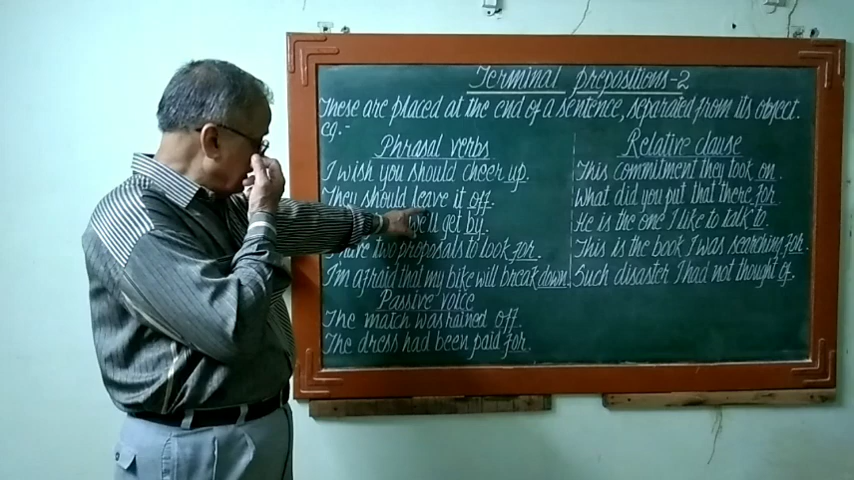 Terminal prepositions-2
These are placed at the end of a sentence, separated from its object.
eg.-
Phrasal verbs
I wish you should cheer up.
They should leave it off.
we'll get by.
I have two proposals to look for.
I'm afraid that my bike will break down.
Passive voice
The match was rained off.
The dress had been paid for.
Relative clause
This commitment they took on.
What did you put that there for.
He is the one I like to talk to.
This is the book I was searching for.
Such disaster I had not thought of.